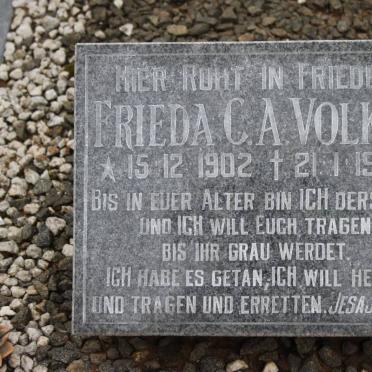 HIER RUHT IN FRIEDE
FRIEDA C.A. VOLK
★ 15·12·1902 ✝ 21·1·19
BIS IN EUER ALTER BIN ICH DERS
UND ICH WILL EUCH TRAGEN
BIS IHR GRAU WERDET.
ICH HABE ES GETAN, ICH WILL HE
UND TRAGEN UND ERRETTEN. JESAJ